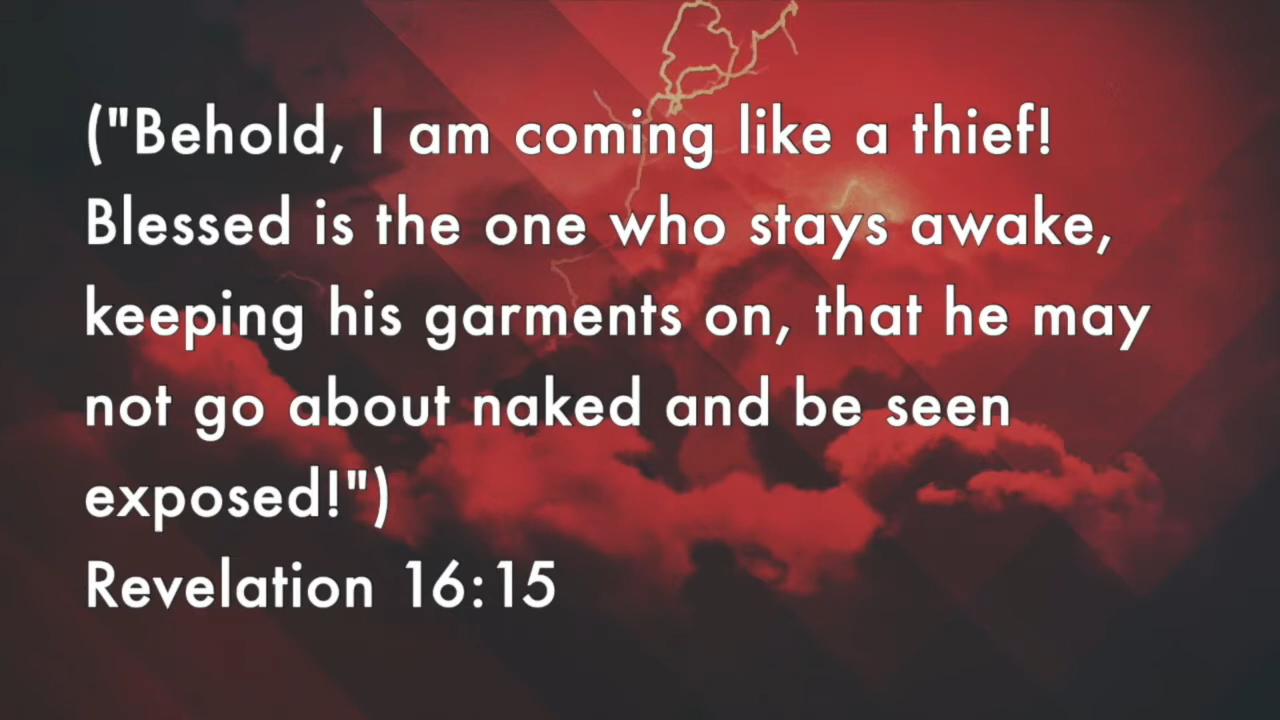 ("Behold, I am coming like a thief!
Blessed is the one who stays awake,
keeping his garments on, that he may
not go about naked and be seen
exposed!")
Revelation 16:15